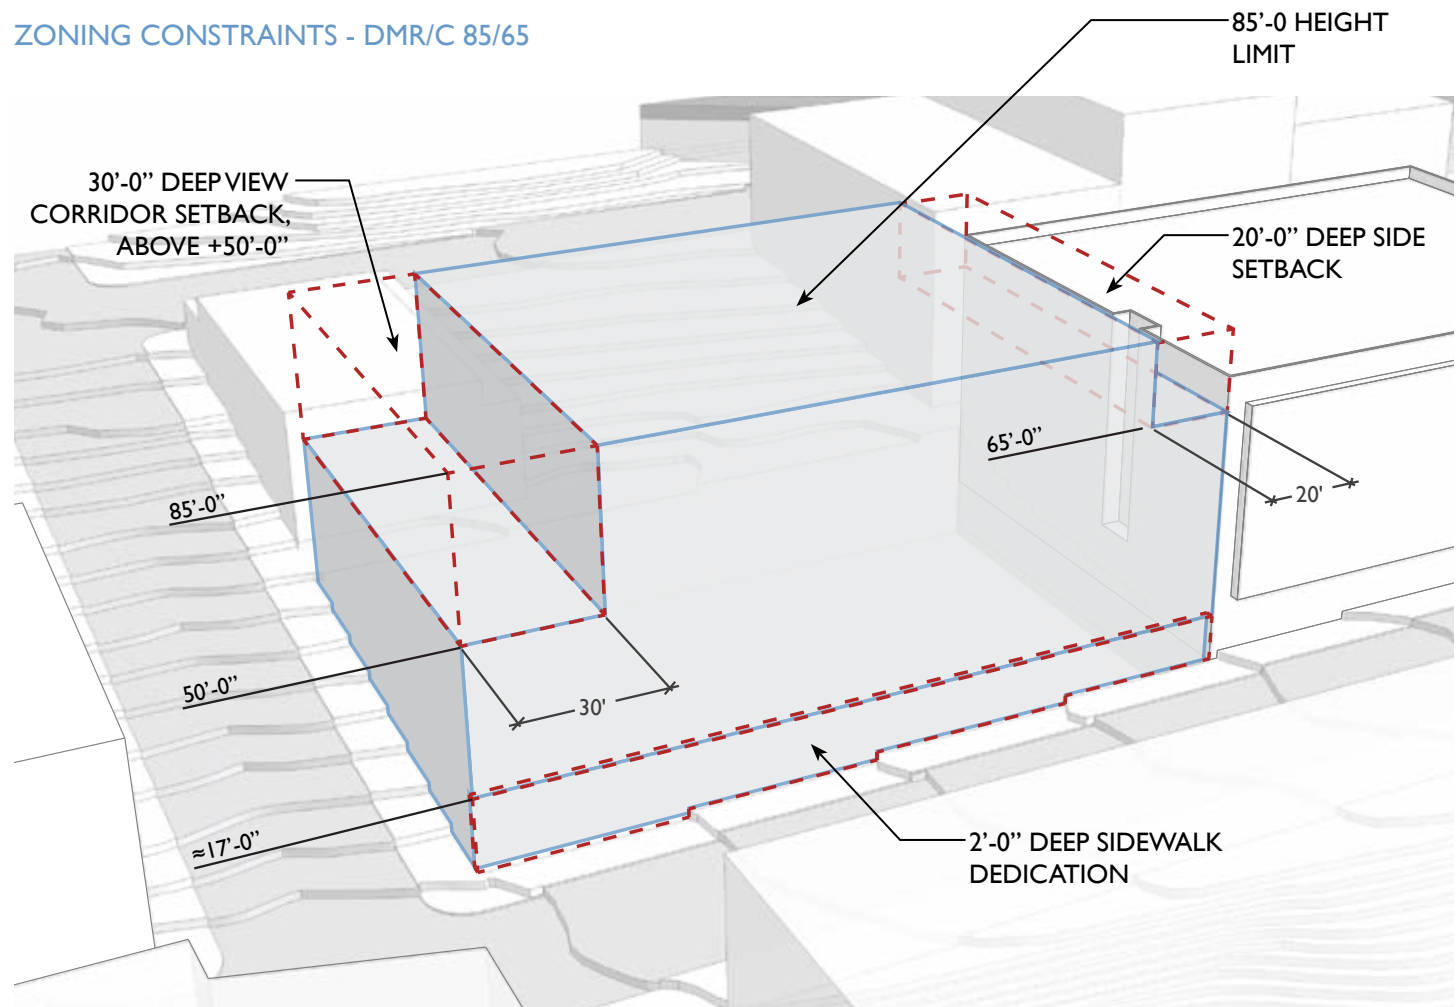 ZONING CONSTRAINTS - DMR/C 85/65
85’-0 HEIGHT
LIMIT
30’-0” DEEP VIEW
CORRIDOR SETBACK,
ABOVE +50’-0”
20’-0” DEEP SIDE
SETBACK
65’-0”
20'
85’-0”
50’-0”
30'
≈17’-0”
2’-0” DEEP SIDEWALK
DEDICATION